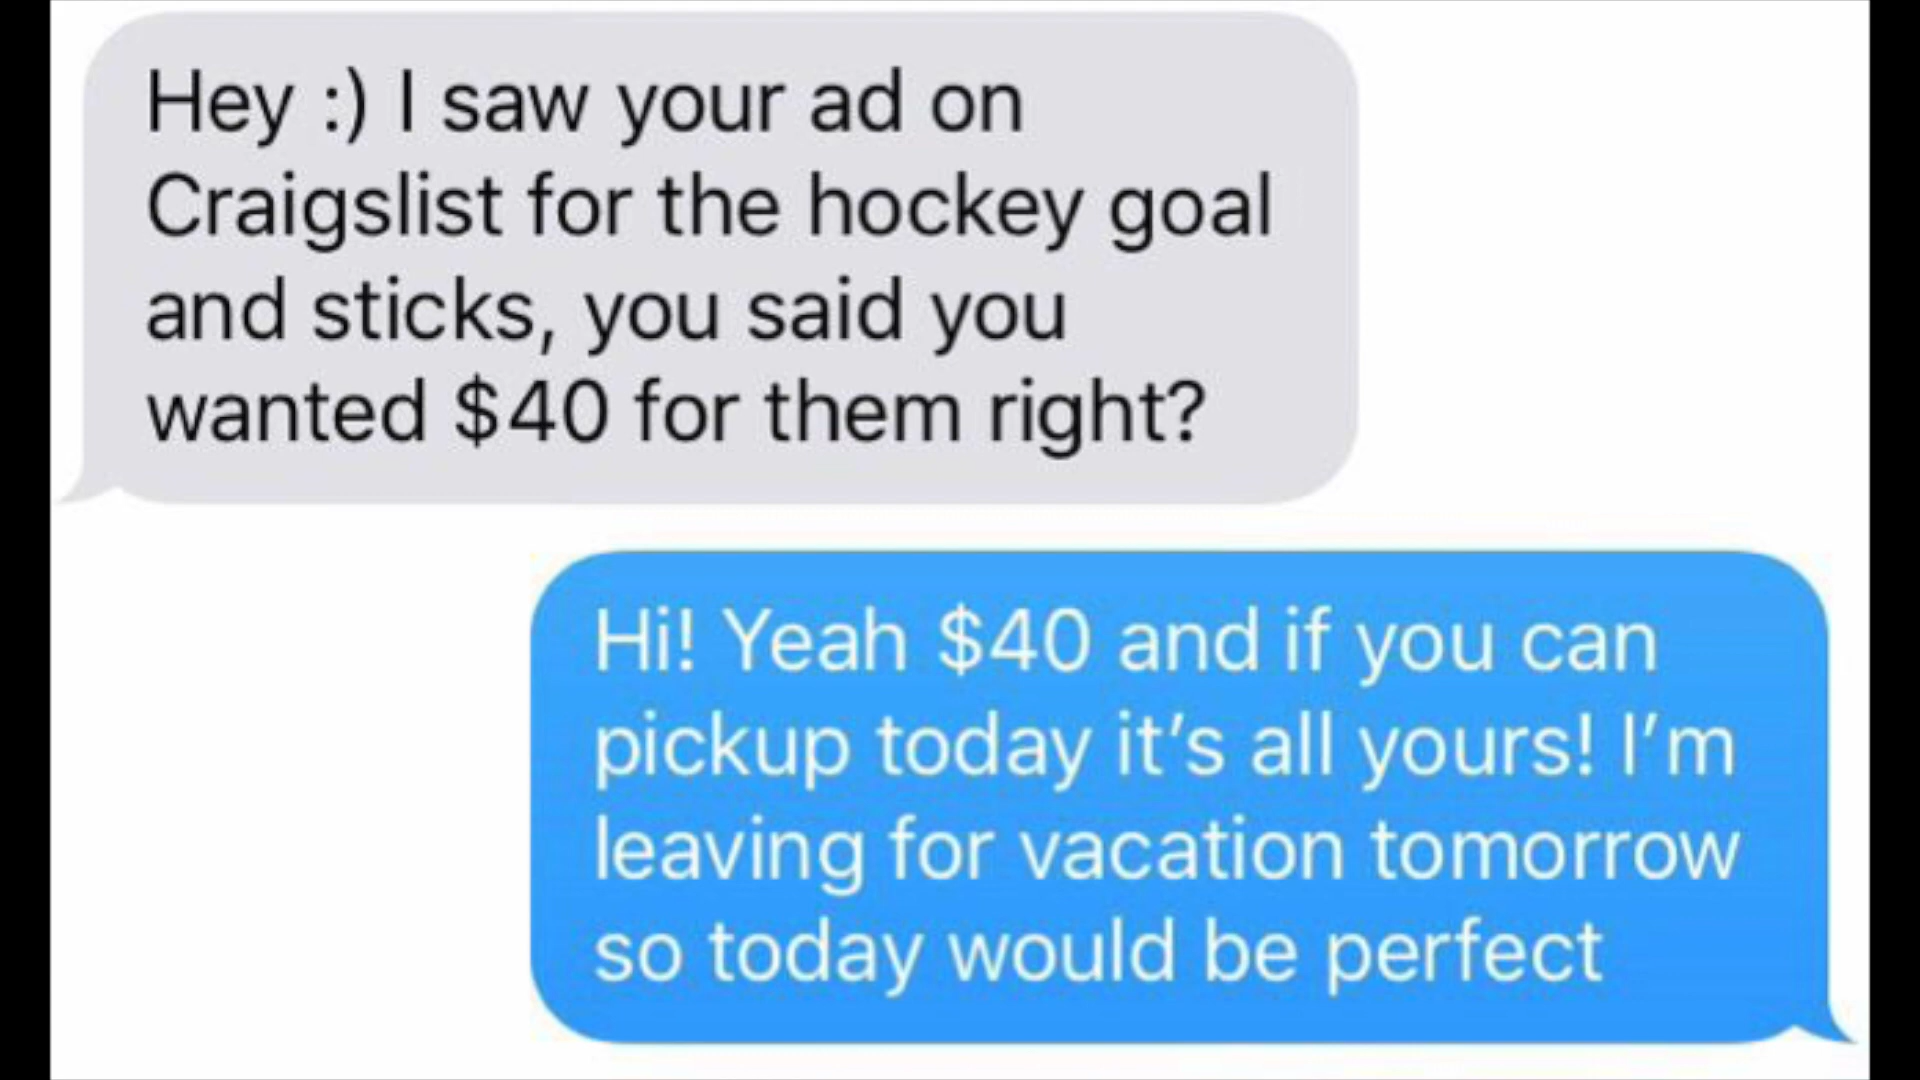 Hey :) I saw your ad on
Craigslist for the hockey goal
and sticks, you said you
wanted $40 for them right?
Hi! Yeah $40 and if you can
pickup today it’s all yours! I’m
leaving for vacation tomorrow
so today would be perfect